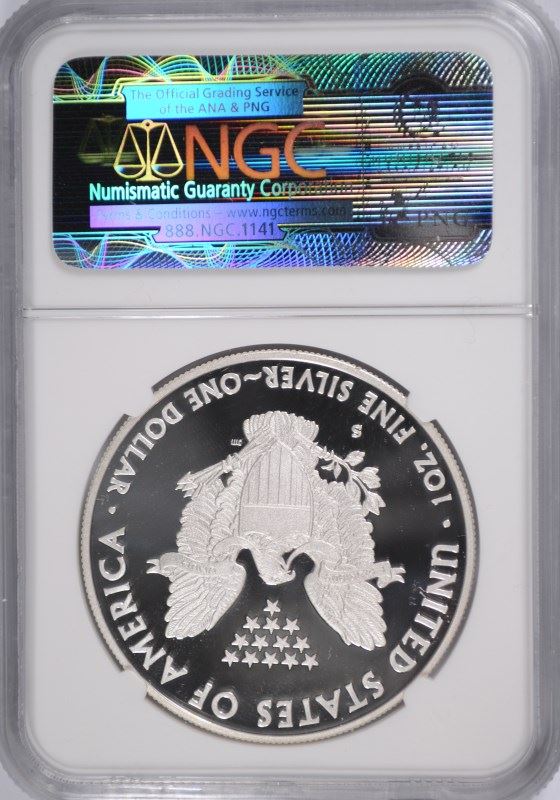 The Official Grading Service
of the ANA & PNG
NGC
Numismatic Guaranty Corporation
Terms & Conditions – www.ngcterms.com
888.NGC.1141
PNG
UNITED STATES OF AMERICA
• 1 OZ. FINE SILVER~ONE DOLLAR •
S